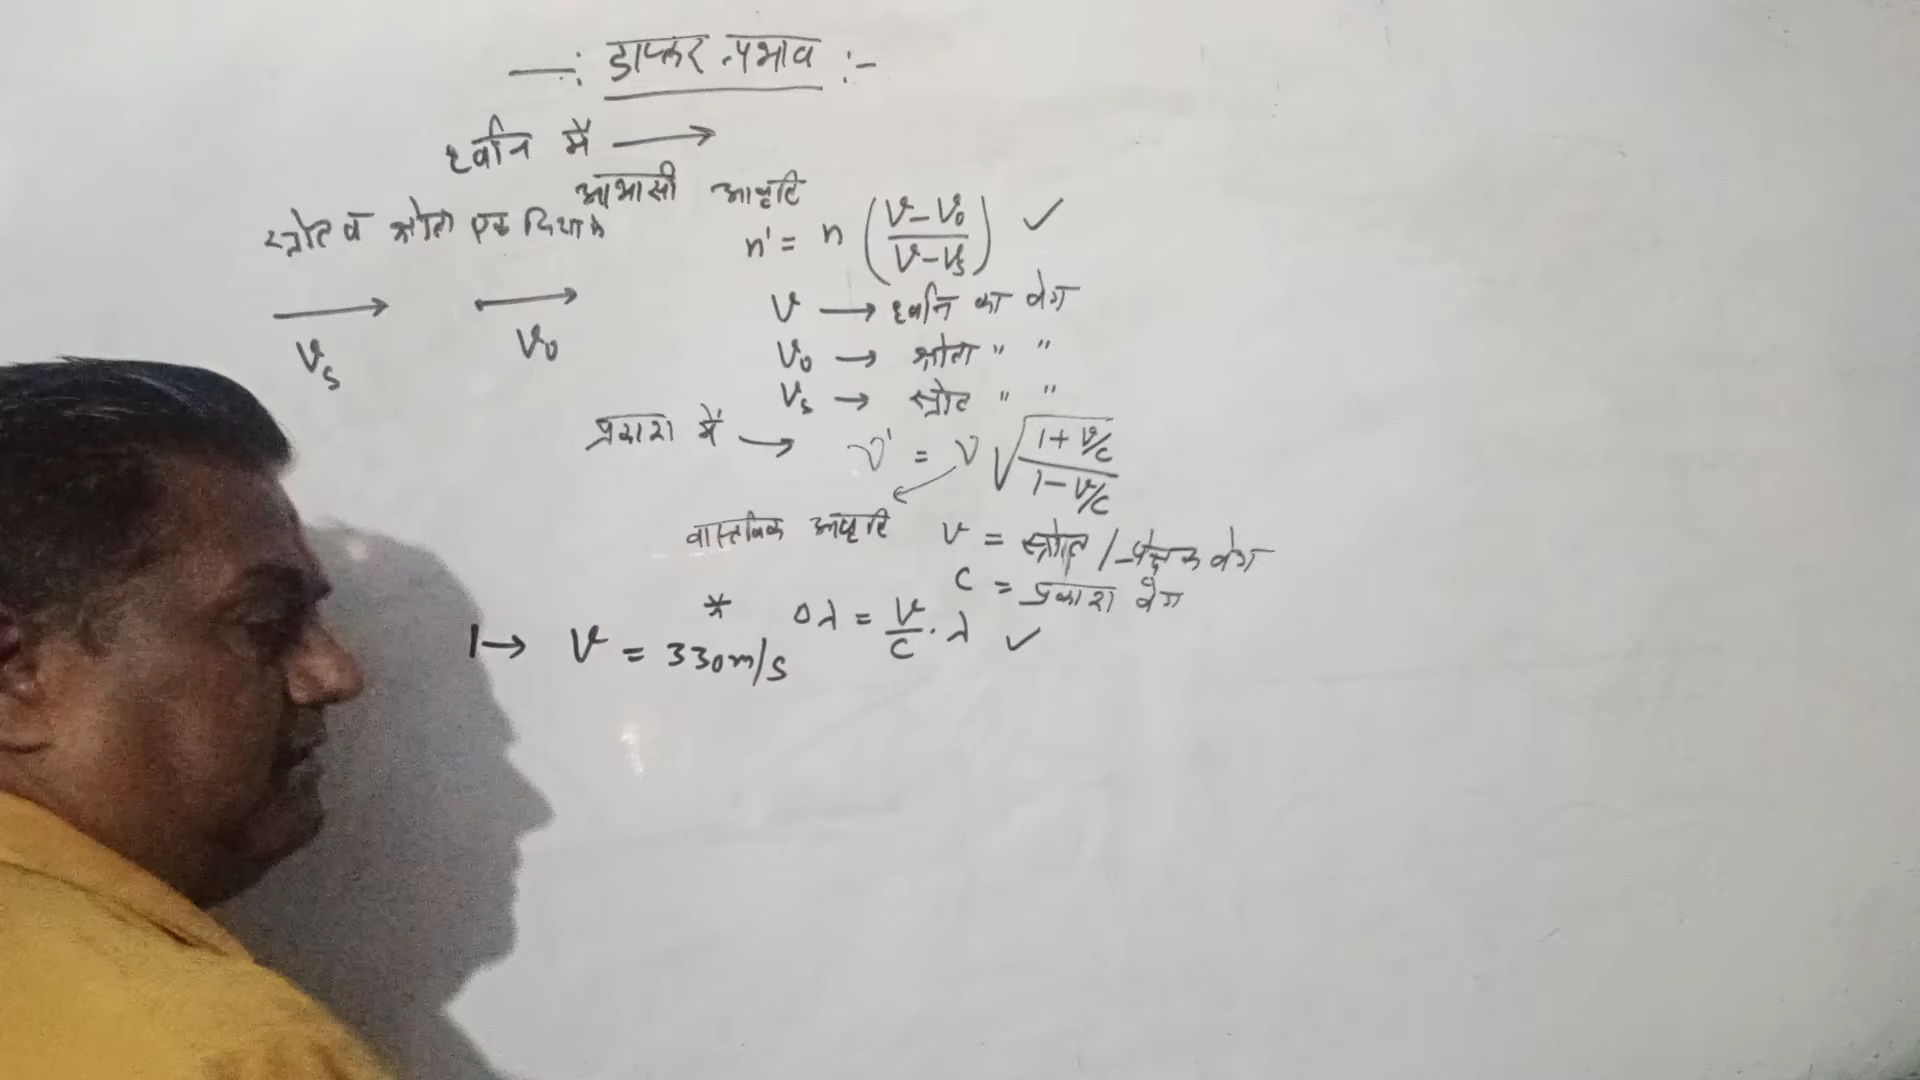 —: डाप्लर प्रभाव :-
ध्वनि में →
आभासी आवृति
स्त्रोत व श्रोता एक दिशा में
n' = n ( (v - v₀) / (v - vₛ) ) ✓
vₛ → v₀ →
v → ध्वनि का वेग
v₀ → श्रोता " "
vₛ → स्त्रोत " "
प्रकाश में → ν' = ν √( (1 + v/c) / (1 - v/c) )
वास्तविक आवृति
v = स्त्रोत / प्रेक्षक वेग
c = प्रकाश वेग
* Δλ = v/c · λ ✓
1→ v = 330m/s